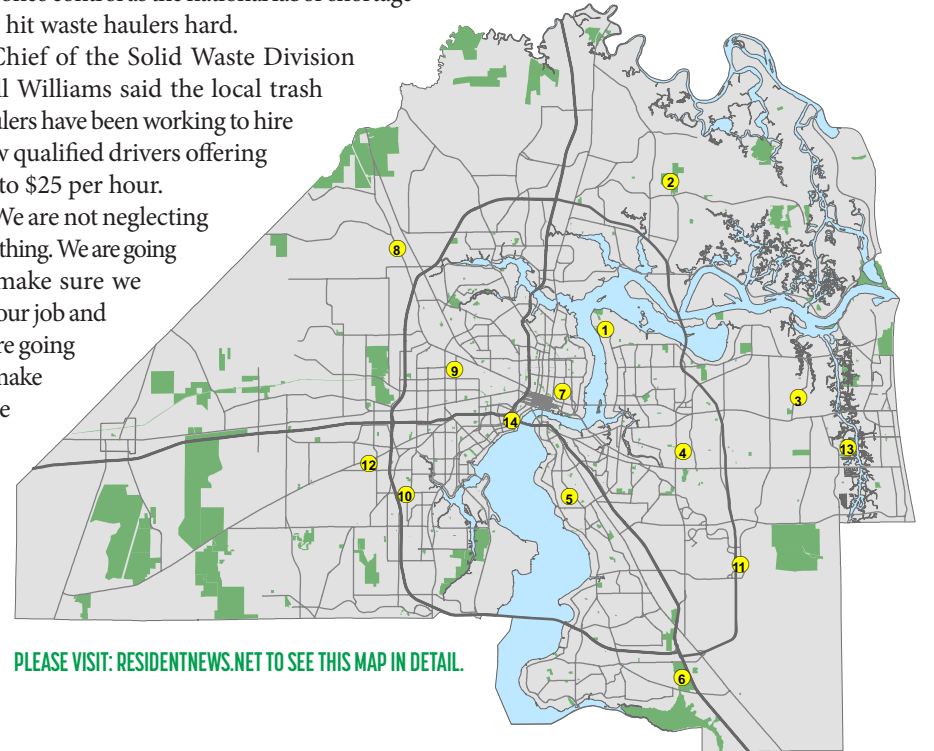 hit waste haulers hard.
Chief of the Solid Waste Division
ll Williams said the local trash
ulers have been working to hire
w qualified drivers offering
to $25 per hour.
We are not neglecting
thing. We are going
make sure we
our job and
re going
make
e
2
8
1
9
7
3
14
13
4
12
10
5
11
6
PLEASE VISIT: RESIDENTNEWS.NET TO SEE THIS MAP IN DETAIL.